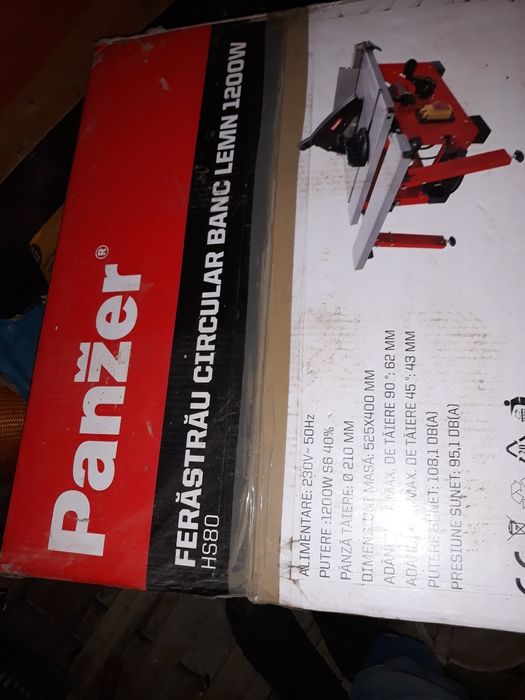 Panžer®
FERĂSTRĂU CIRCULAR BANC LEMN 1200W
HS80
ALIMENTARE: 230V~ 50Hz
PUTERE :1200W S6 40%
PÂNZĂ TĂIERE: Ø 210 MM
DIMENSIUNI MASĂ: 525X400 MM
MAX. DE TĂIERE 90 °: 62 MM
MAX. DE TĂIERE 45 °: 43 MM
PUTERE SUNET: 108,1 DB(A)
PRESIUNE SUNET: 95,1 DB(A)
CE